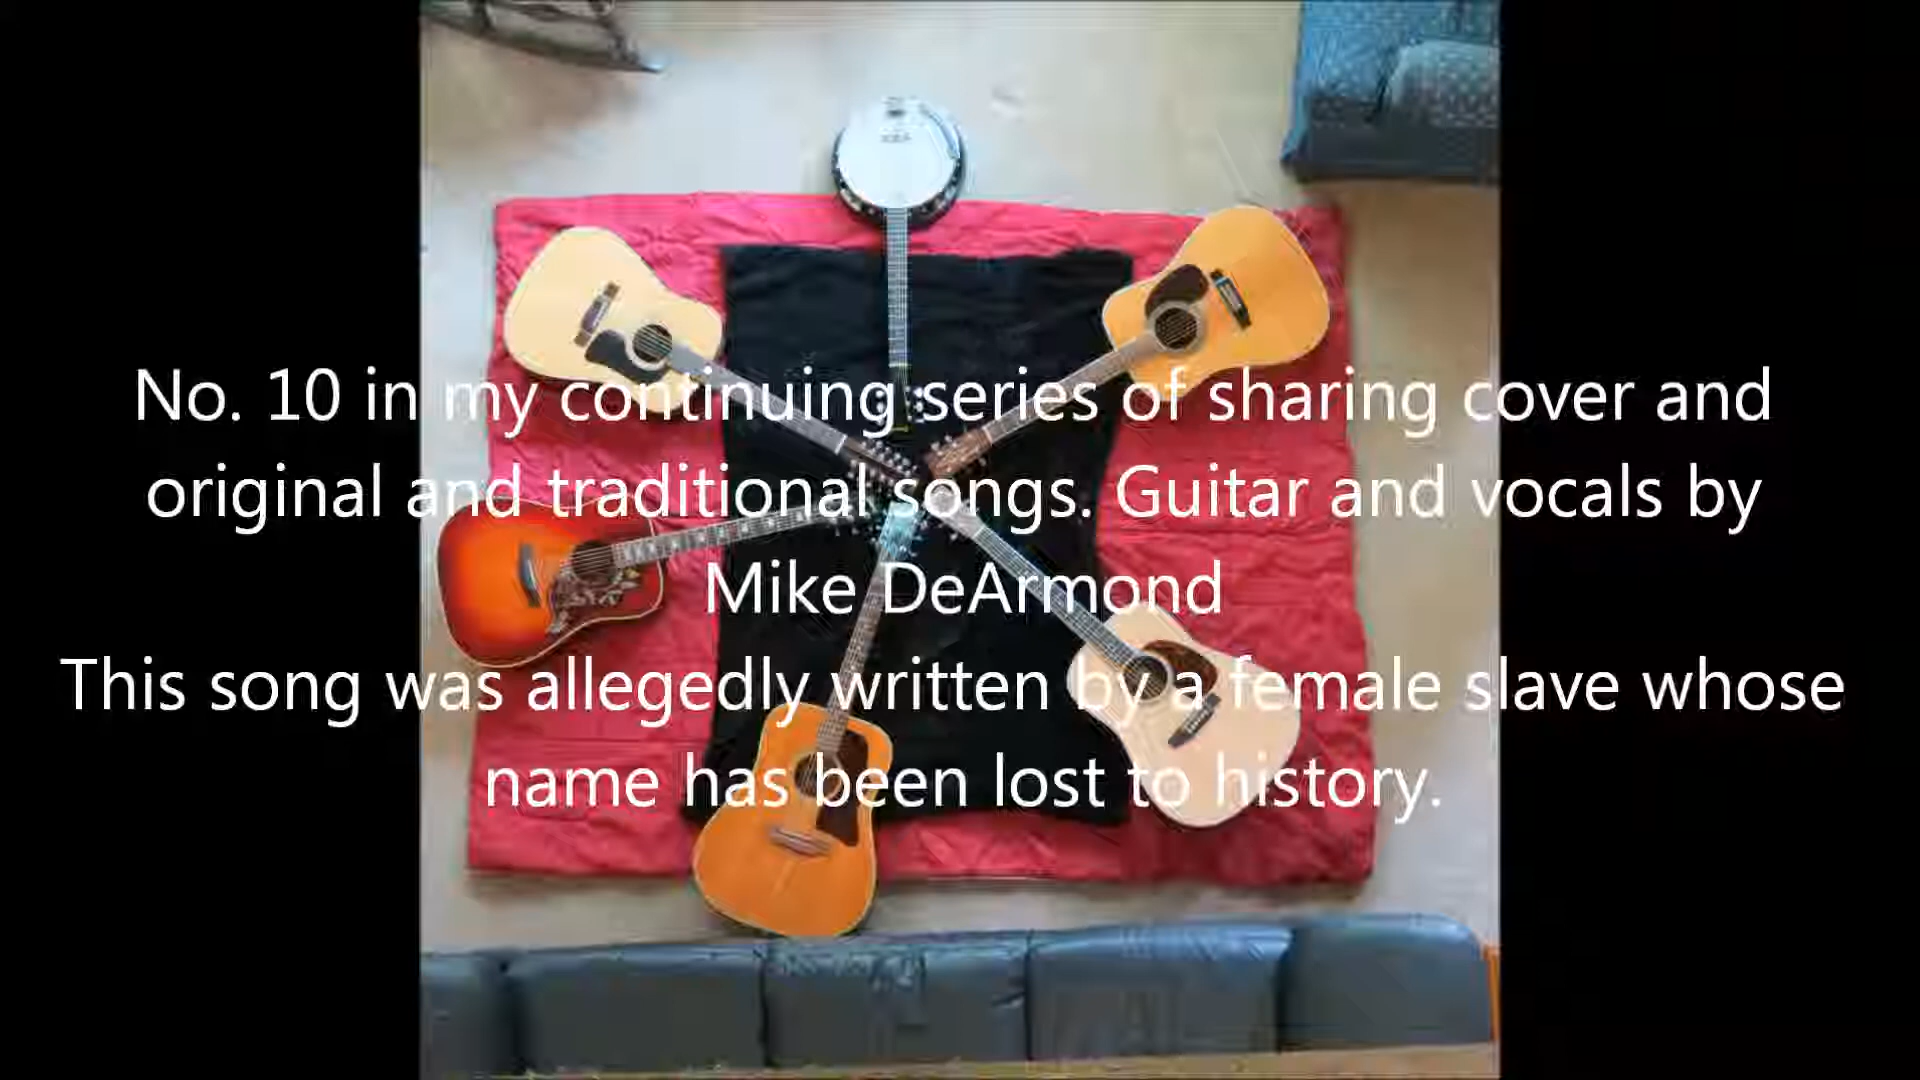 No. 10 in my continuing series of sharing cover and
original and traditional songs. Guitar and vocals by
Mike DeArmond
This song was allegedly written by a female slave whose
name has been lost to history.